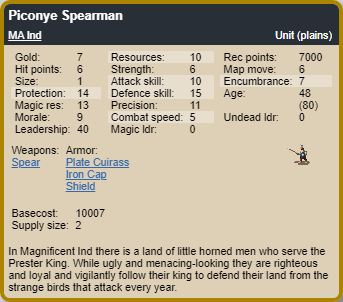 Piconye Spearman
MA Ind Unit (plains)
Gold: 7 Resources: 10 Rec points: 7000
Hit points: 6 Strength: 6 Map move: 6
Size: 1 Attack skill: 10 Encumbrance: 7
Protection: 14 Defence skill: 15 Age: 48
Magic res: 13 Precision: 11 (80)
Morale: 9 Combat speed: 5 Undead ldr: 0
Leadership: 40 Magic ldr: 0
Weapons: Armor:
Spear Plate Cuirass
Iron Cap
Shield
Basecost: 10007
Supply size: 2
In Magnificent Ind there is a land of little horned men who serve the
Prester King. While ugly and menacing-looking they are righteous
and loyal and vigilantly follow their king to defend their land from the
strange birds that attack every year.